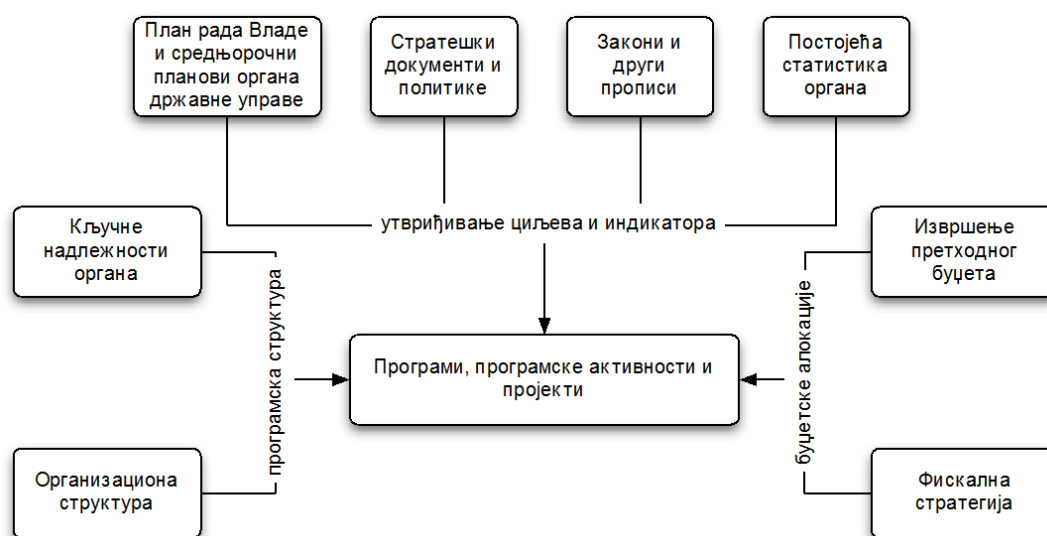 План рада Владе
и средњорочни
планови органа
државне управе
Стратешки
документи и
политике
Закони и
други
прописи
Постојећа
статистика
органа
утвриђивање циљева и индикатора
Кључне
надлежности
органа
Извршење
претходног
буџета
програмска структура
Програми, програмске активности и
пројекти
буџетске алокације
Организациона
структура
Фискална
стратегија